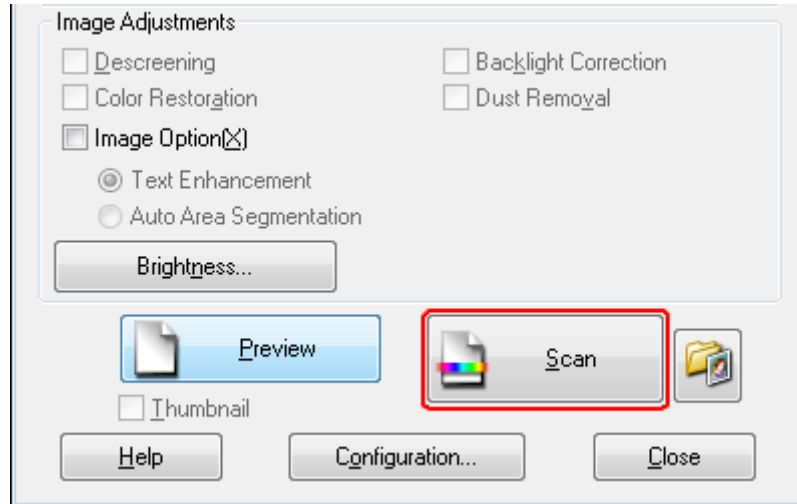 Image Adjustments
Descreening Backlight Correction
Color Restoration Dust Removal
Image Option(X)
Text Enhancement
Auto Area Segmentation
Brightness...
Preview Scan
Thumbnail
Help Configuration... Close